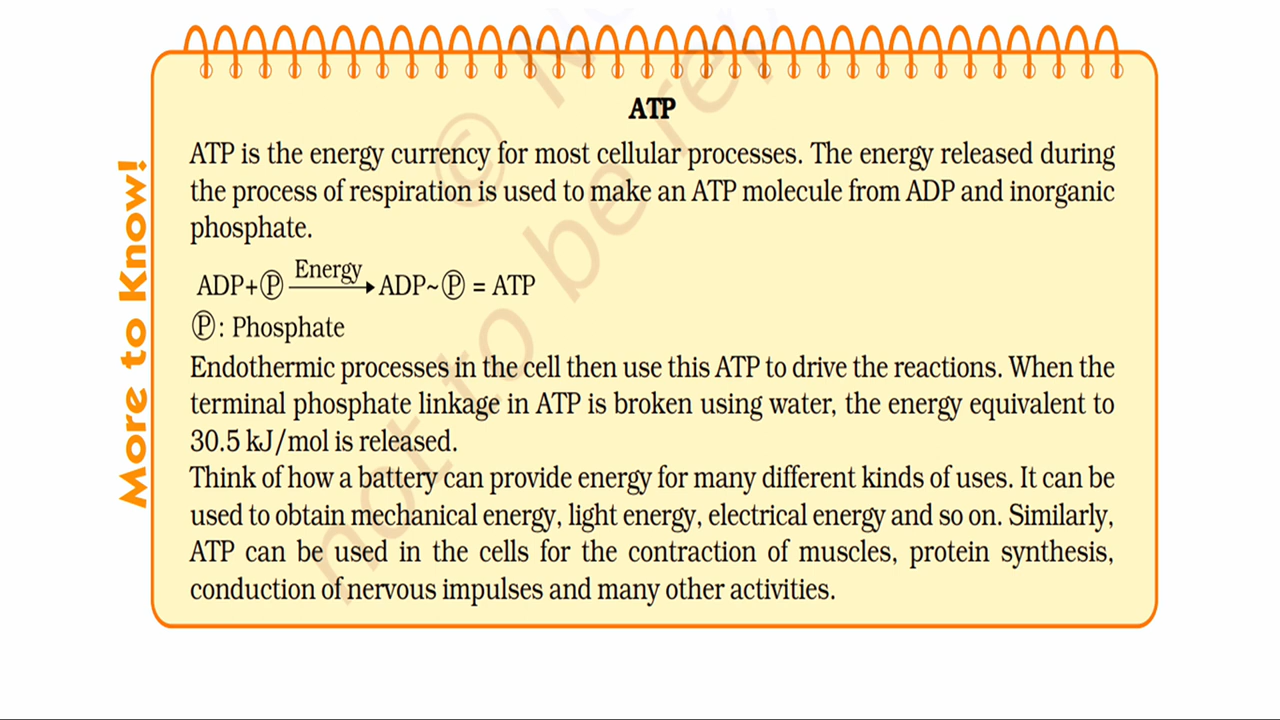 ATP
ATP is the energy currency for most cellular processes. The energy released during
the process of respiration is used to make an ATP molecule from ADP and inorganic
phosphate.
Energy
ADP+Ⓟ → ADP~Ⓟ = ATP
Ⓟ: Phosphate
Endothermic processes in the cell then use this ATP to drive the reactions. When the
terminal phosphate linkage in ATP is broken using water, the energy equivalent to
30.5 kJ/mol is released.
Think of how a battery can provide energy for many different kinds of uses. It can be
used to obtain mechanical energy, light energy, electrical energy and so on. Similarly,
ATP can be used in the cells for the contraction of muscles, protein synthesis,
conduction of nervous impulses and many other activities.
More to Know!
©
not to be